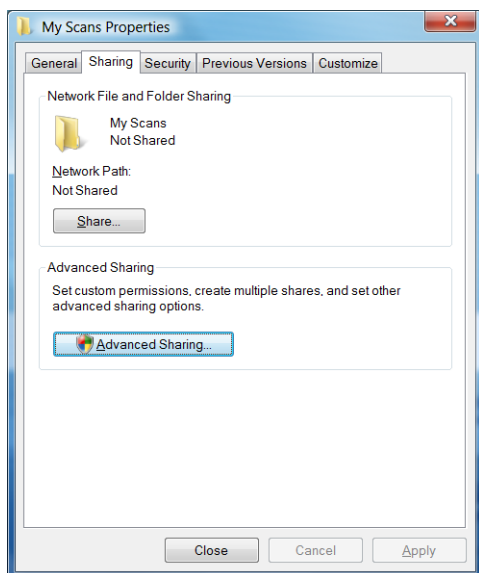 My Scans Properties
General Sharing Security Previous Versions Customize
Network File and Folder Sharing
My Scans
Not Shared
Network Path:
Not Shared
Share...
Advanced Sharing
Set custom permissions, create multiple shares, and set other
advanced sharing options.
Advanced Sharing...
Close Cancel Apply